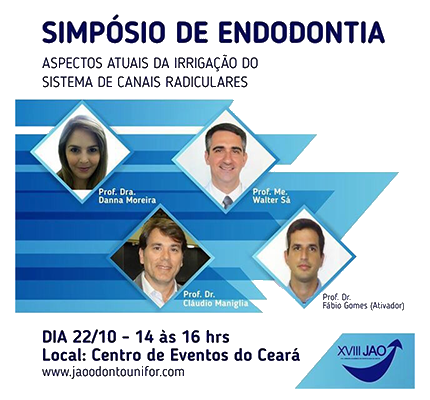 SIMPÓSIO DE ENDODONTIA
ASPECTOS ATUAIS DA IRRIGAÇÃO DO
SISTEMA DE CANAIS RADICULARES
Prof. Dra.
Danna Moreira
Prof. Me.
Walter Sá
Prof. Dr.
Cláudio Maniglia
Prof. Dr.
Fábio Gomes (Ativador)
DIA 22/10 - 14 às 16 hrs
Local: Centro de Eventos do Ceará
www.jaoodontounifor.com
XVIII JAO